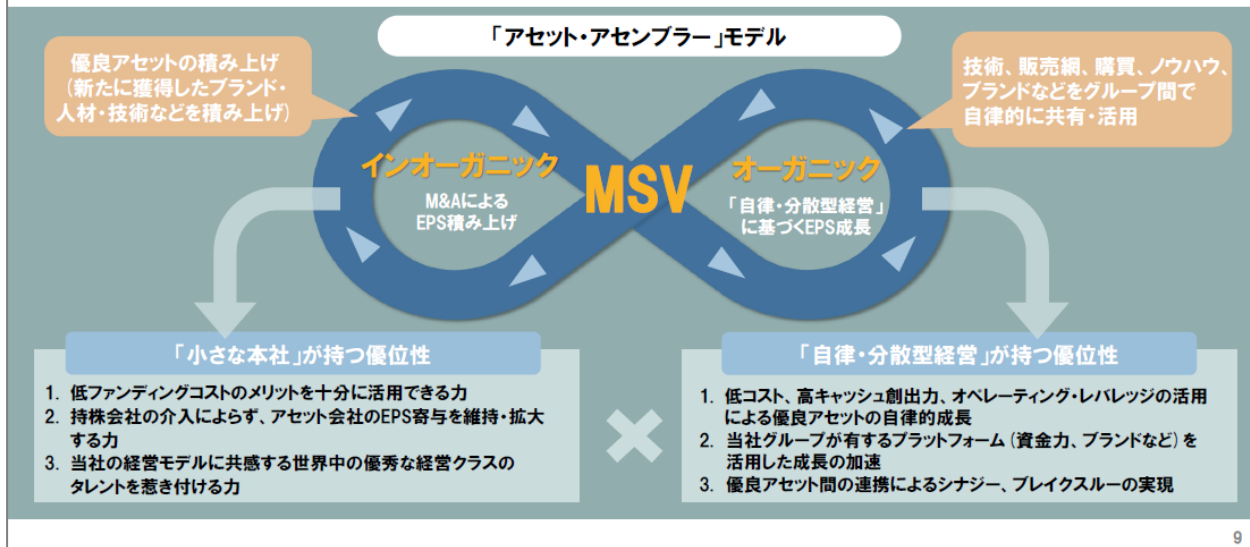 「アセット・アセンブラー」モデル
優良アセットの積み上げ
(新たに獲得したブランド・
人材・技術などを積み上げ)
技術、販売網、購買、ノウハウ、
ブランドなどをグループ間で
自律的に共有・活用
インオーガニック
M&Aによる
EPS積み上げ
MSV
オーガニック
「自律・分散型経営」
に基づくEPS成長
「小さな本社」が持つ優位性
1. 低ファンディングコストのメリットを十分に活用できる力
2. 持株会社の介入によらず、アセット会社のEPS寄与を維持・拡大
する力
3. 当社の経営モデルに共感する世界中の優秀な経営クラスの
タレントを惹き付ける力
「自律・分散型経営」が持つ優位性
1. 低コスト、高キャッシュ創出力、オペレーティング・レバレッジの活用
による優良アセットの自律的成長
2. 当社グループが有するプラットフォーム(資金力、ブランドなど)を
活用した成長の加速
3. 優良アセット間の連携によるシナジー、ブレイクスルーの実現
9